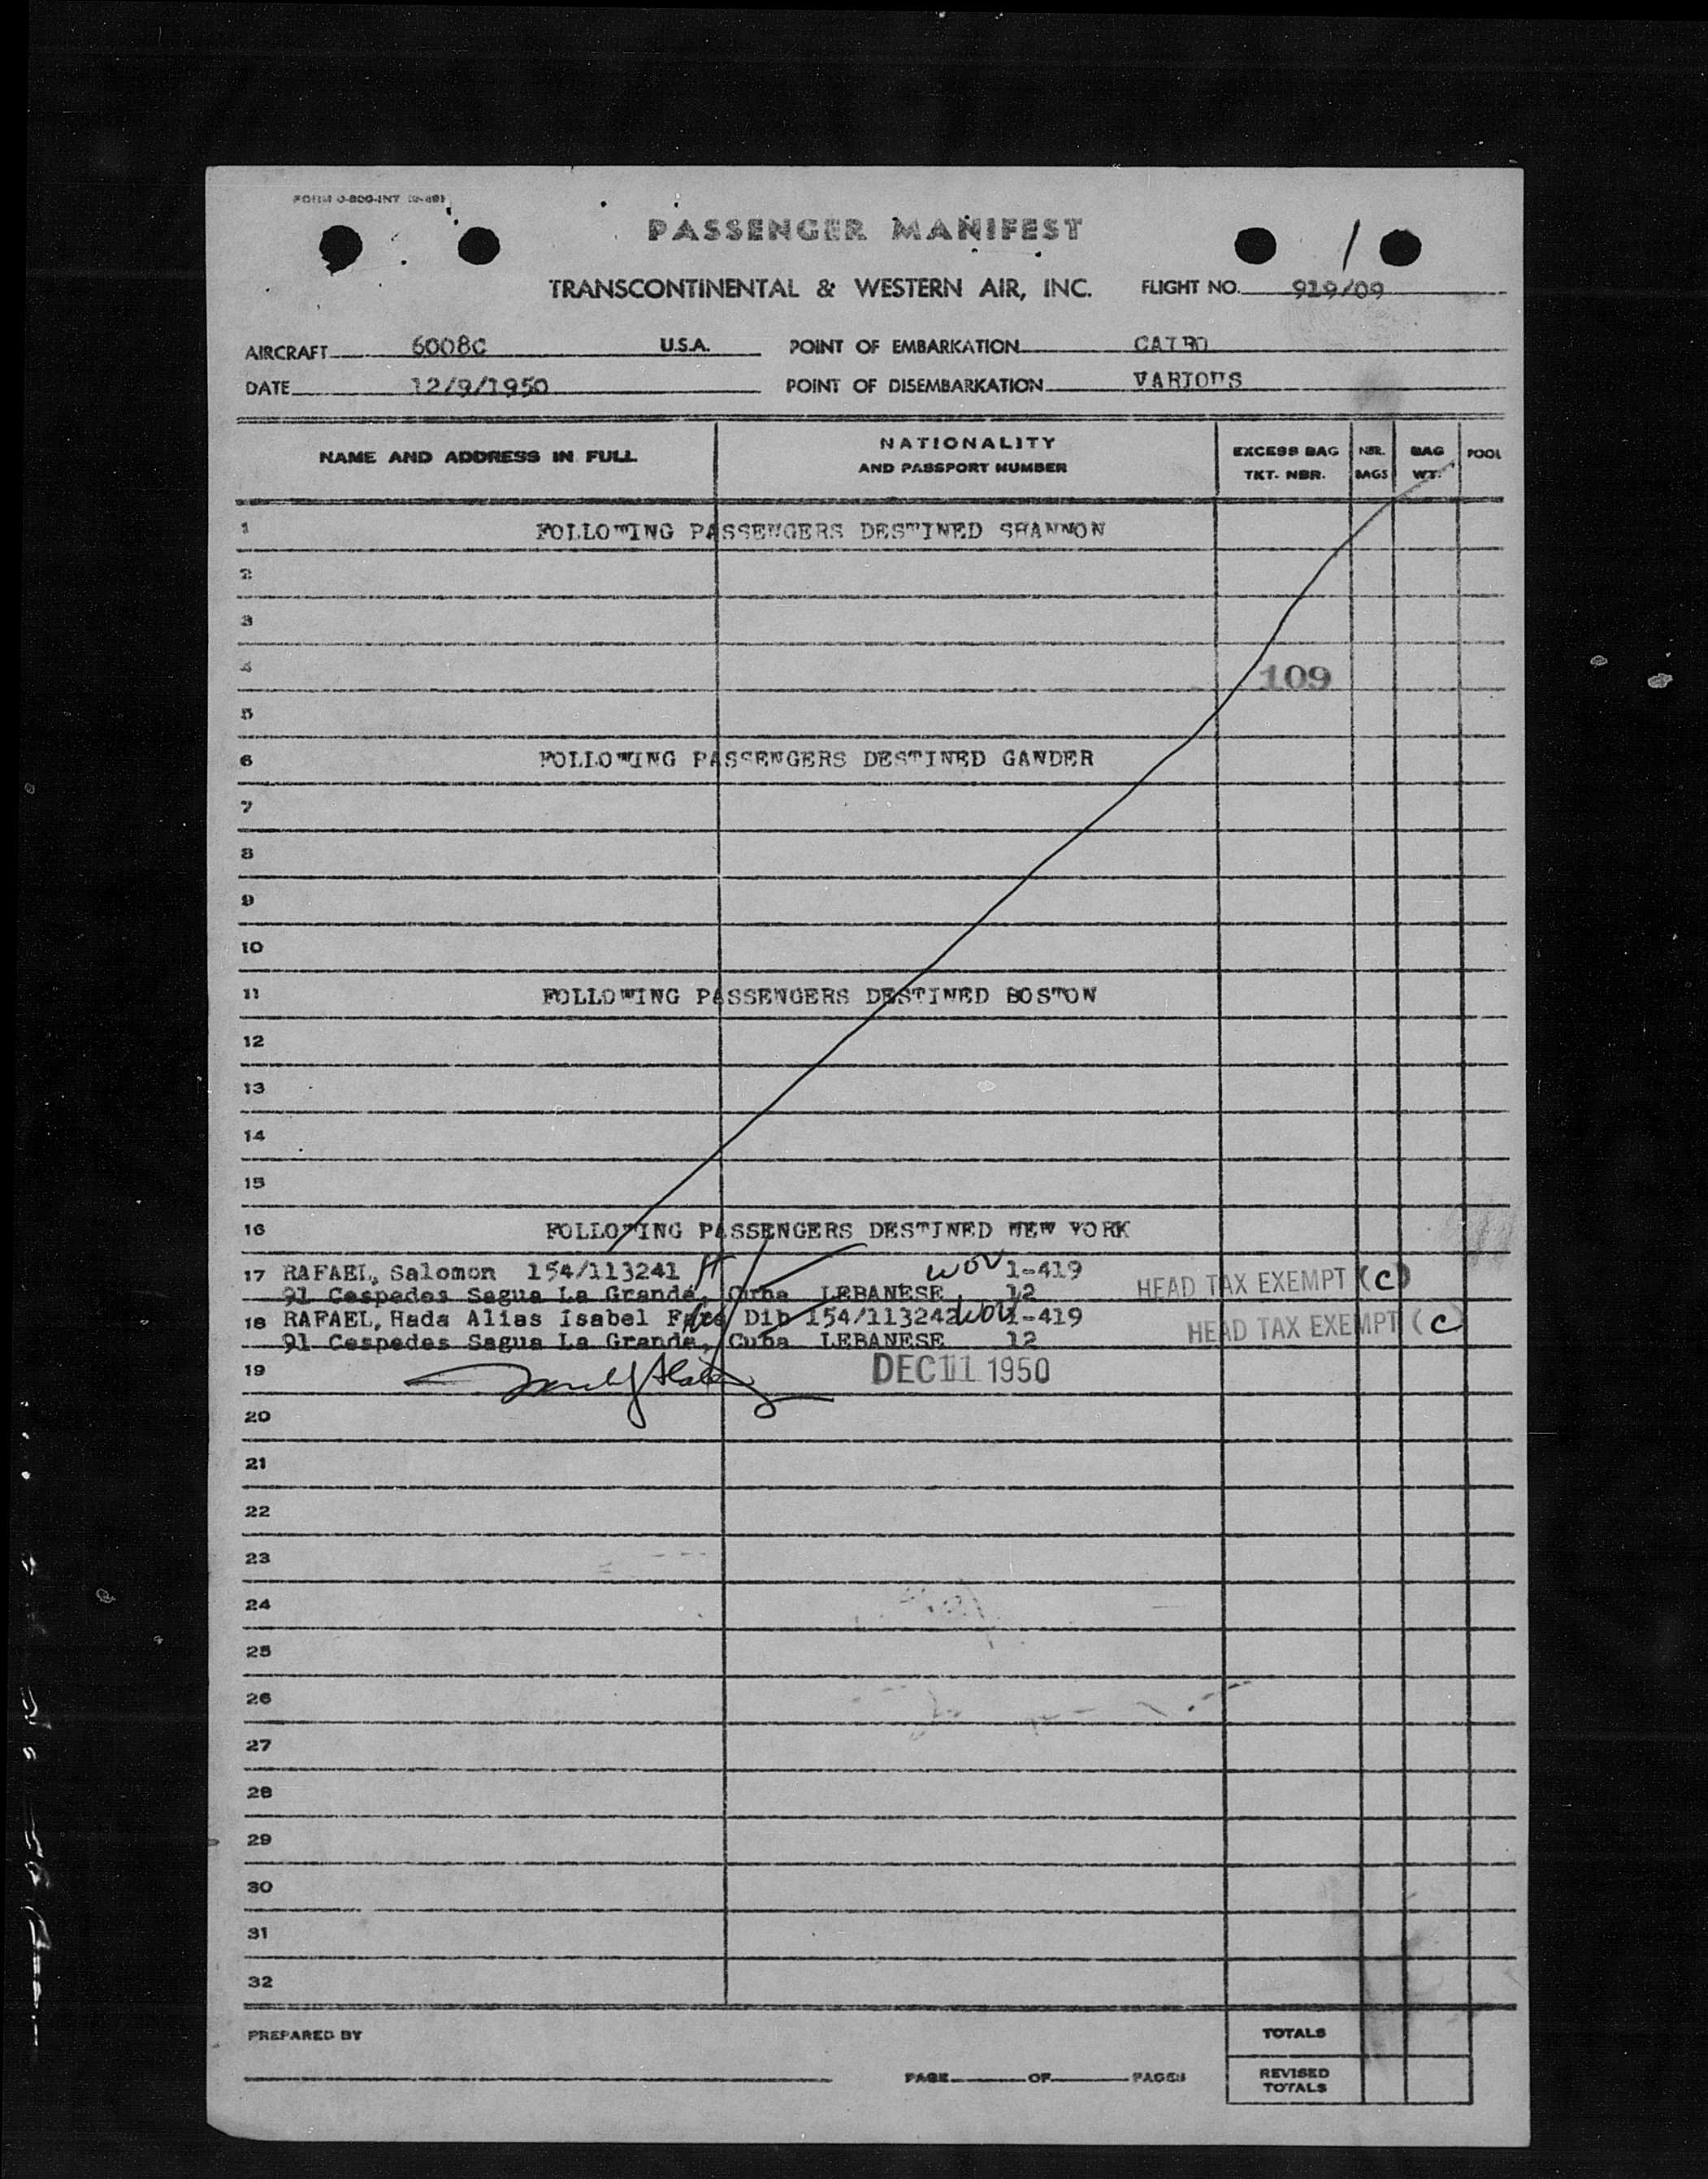 FORM O-800-INT
PASSENGER MANIFEST
1
TRANSCONTINENTAL & WESTERN AIR, INC. FLIGHT NO. 919/09
AIRCRAFT 6008C U.S.A. POINT OF EMBARKATION CAIRO
DATE 12/9/1950 POINT OF DISEMBARKATION VARIOUS
NAME AND ADDRESS IN FULL NATIONALITY AND PASSPORT NUMBER EXCESS BAG TKT. NBR. NBR. BAGS BAG WT. POOL
1 FOLLOWING PASSENGERS DESTINED SHANNON
2
3
4 109
5
6 FOLLOWING PASSENGERS DESTINED GANDER
7
8
9
10
11 FOLLOWING PASSENGERS DESTINED BOSTON
12
13
14
15
16 FOLLOWING PASSENGERS DESTINED NEW YORK
17 RAFAEL, Salomon 154/113241 WOV 1-419
91 Cespedes Sagua La Grande, Cuba LEBANESE 12 HEAD TAX EXEMPT (C)
18 RAFAEL, Hada Alias Isabel Fares Dib 154/113242 WOV 1-419
91 Cespedes Sagua La Grande, Cuba LEBANESE 12 HEAD TAX EXEMPT (C)
19 DEC 11 1950
20
21
22
23
24
25
26
27
28
29
30
31
32
PREPARED BY TOTALS
PAGE OF PAGES REVISED TOTALS